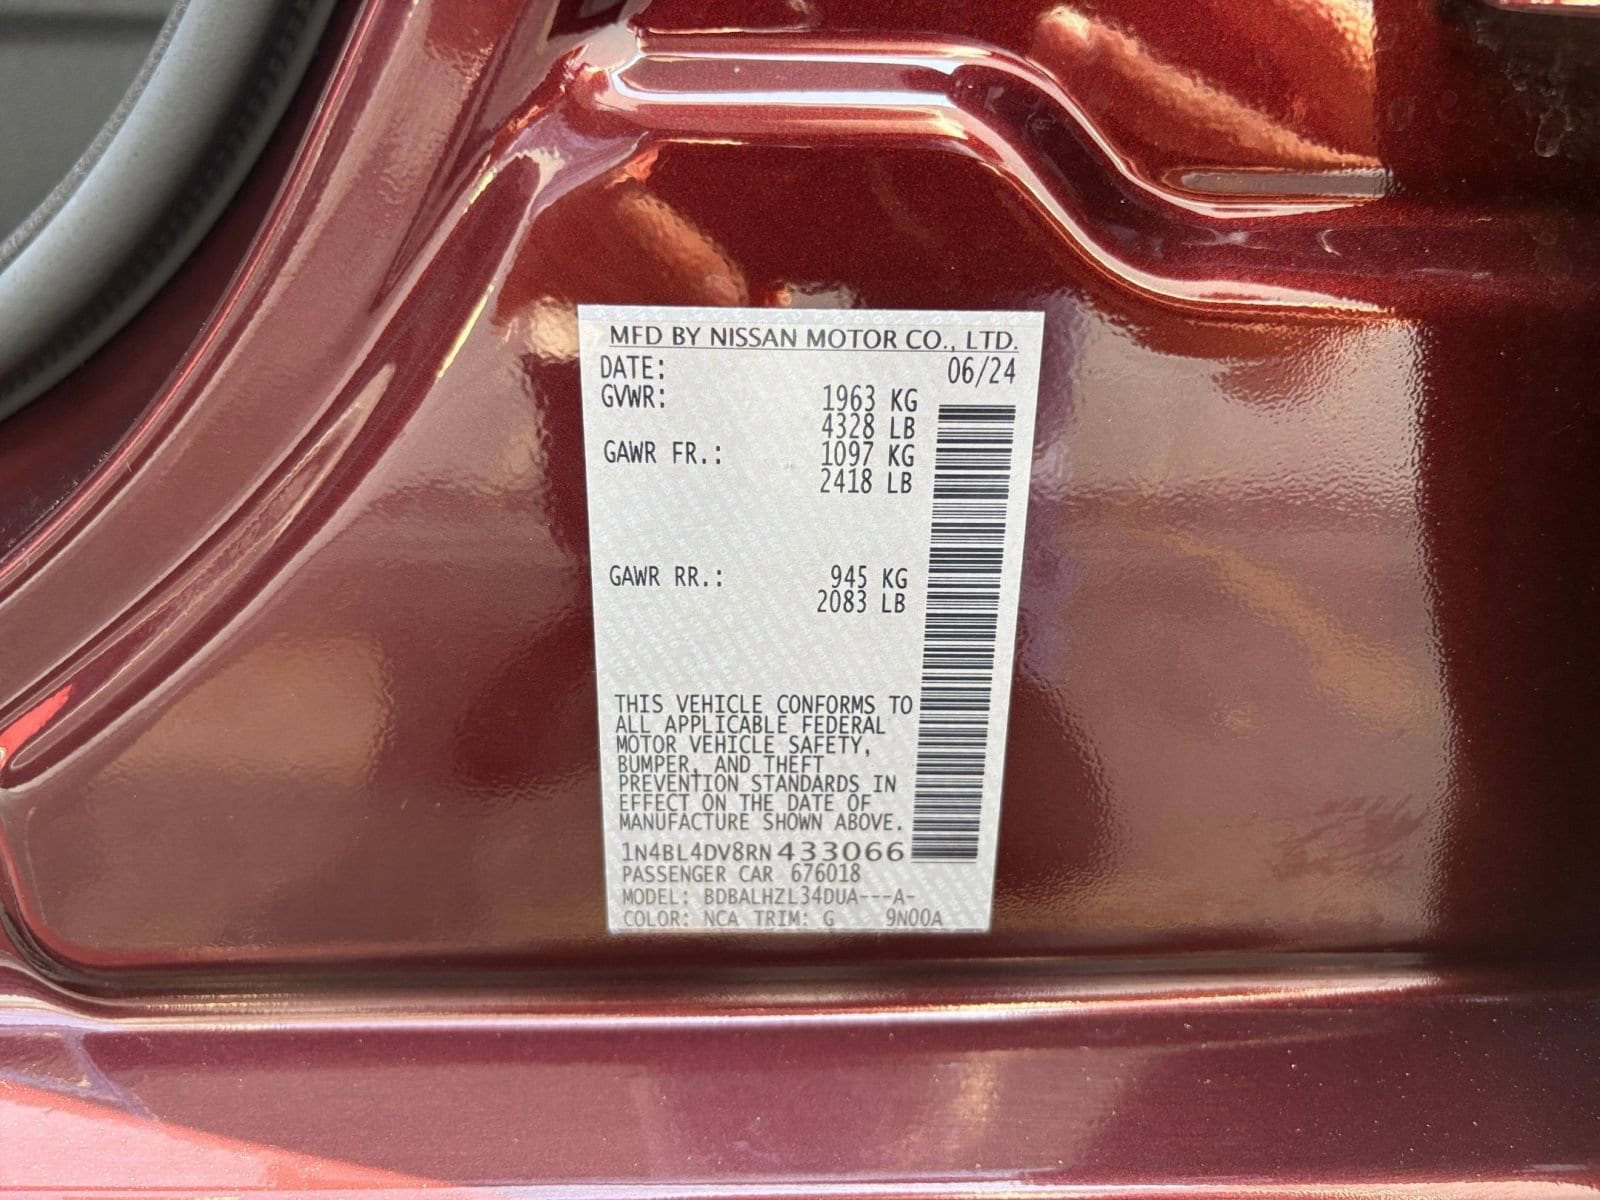 MFD BY NISSAN MOTOR CO., LTD.
DATE: 06/24
GVWR: 1963 KG
4328 LB
GAWR FR.: 1097 KG
2418 LB
GAWR RR.: 945 KG
2083 LB
THIS VEHICLE CONFORMS TO
ALL APPLICABLE FEDERAL
MOTOR VEHICLE SAFETY,
BUMPER, AND THEFT
PREVENTION STANDARDS IN
EFFECT ON THE DATE OF
MANUFACTURE SHOWN ABOVE.
1N4BL4DV8RN433066
PASSENGER CAR 676018
MODEL: BDBALHZL34DUA---A-
COLOR: NCA TRIM: G 9N00A